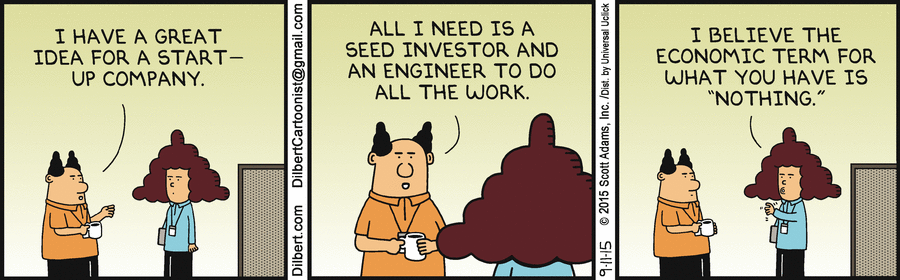 I HAVE A GREAT
IDEA FOR A START-
UP COMPANY.
Dilbert.com DilbertCartoonist@gmail.com
ALL I NEED IS A
SEED INVESTOR AND
AN ENGINEER TO DO
ALL THE WORK.
9-11-15 © 2015 Scott Adams, Inc. /Dist. by Universal Uclick
I BELIEVE THE
ECONOMIC TERM FOR
WHAT YOU HAVE IS
"NOTHING."